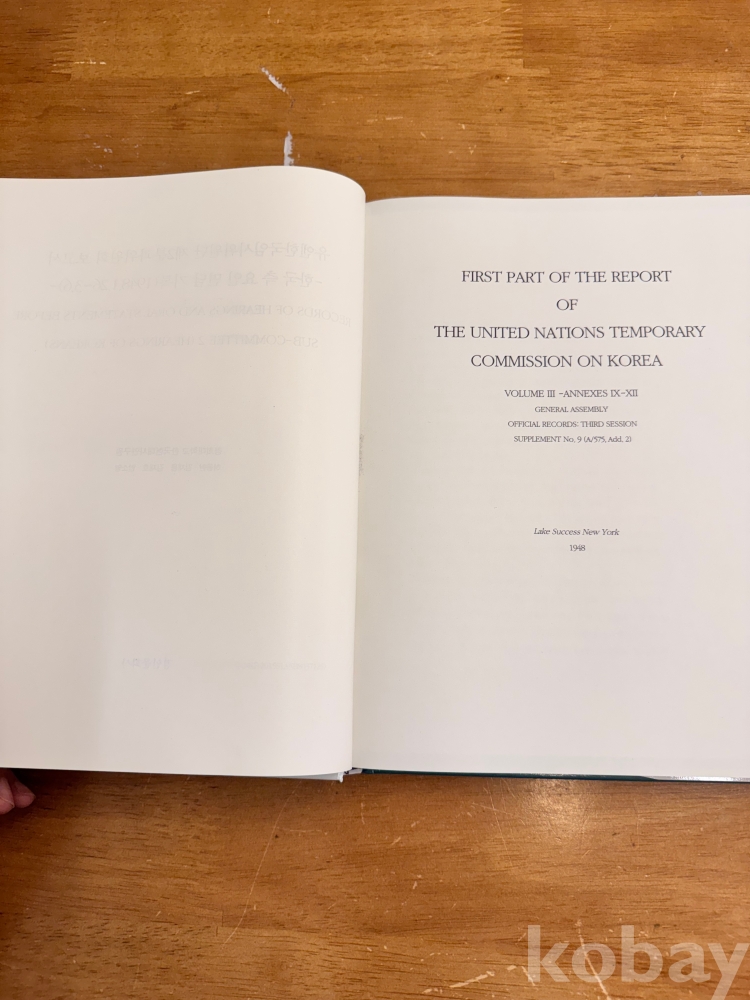 FIRST PART OF THE REPORT
OF
THE UNITED NATIONS TEMPORARY
COMMISSION ON KOREA
VOLUME III -ANNEXES IX-XII
GENERAL ASSEMBLY
OFFICIAL RECORDS: THIRD SESSION
SUPPLEMENT No. 9 (A/575, Add. 2)
Lake Success New York
1948
kobay